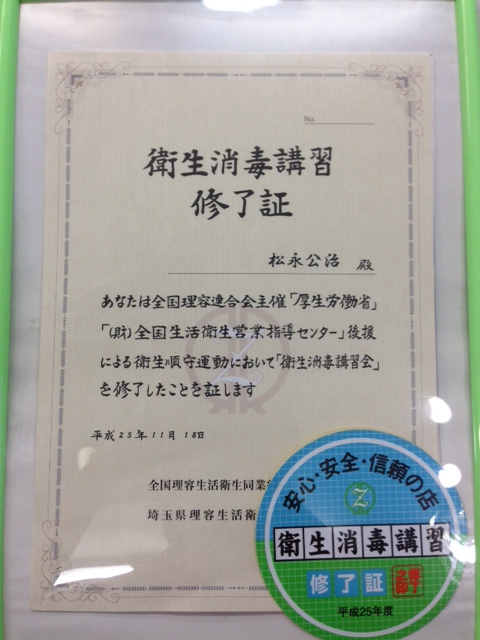 No.
衛生消毒講習
修了証
松永公治 殿
あなたは全国理容連合会主催「厚生労働省」
「(財)全国生活衛生営業指導センター」後援
による衛生順守運動において「衛生消毒講習会」
を修了したことを証します
平成25年11月18日
全国理容生活衛生同業
埼玉県理容生活衛
安心・安全・信頼の店
Z
衛生消毒講習
修了証
平成25年度